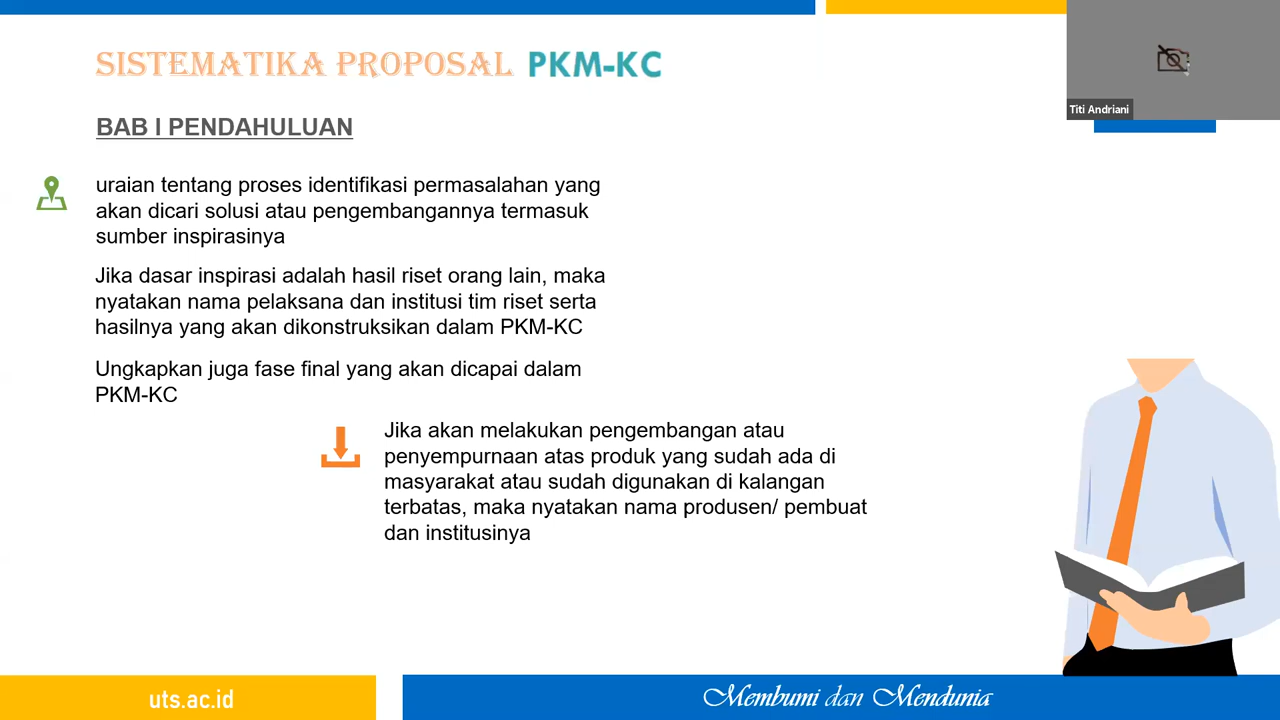 SISTEMATIKA PROPOSAL PKM-KC
Titi Andriani
BAB I PENDAHULUAN
uraian tentang proses identifikasi permasalahan yang
akan dicari solusi atau pengembangannya termasuk
sumber inspirasinya
Jika dasar inspirasi adalah hasil riset orang lain, maka
nyatakan nama pelaksana dan institusi tim riset serta
hasilnya yang akan dikonstruksikan dalam PKM-KC
Ungkapkan juga fase final yang akan dicapai dalam
PKM-KC
Jika akan melakukan pengembangan atau
penyempurnaan atas produk yang sudah ada di
masyarakat atau sudah digunakan di kalangan
terbatas, maka nyatakan nama produsen/ pembuat
dan institusinya
uts.ac.id
Membumi dan Mendunia